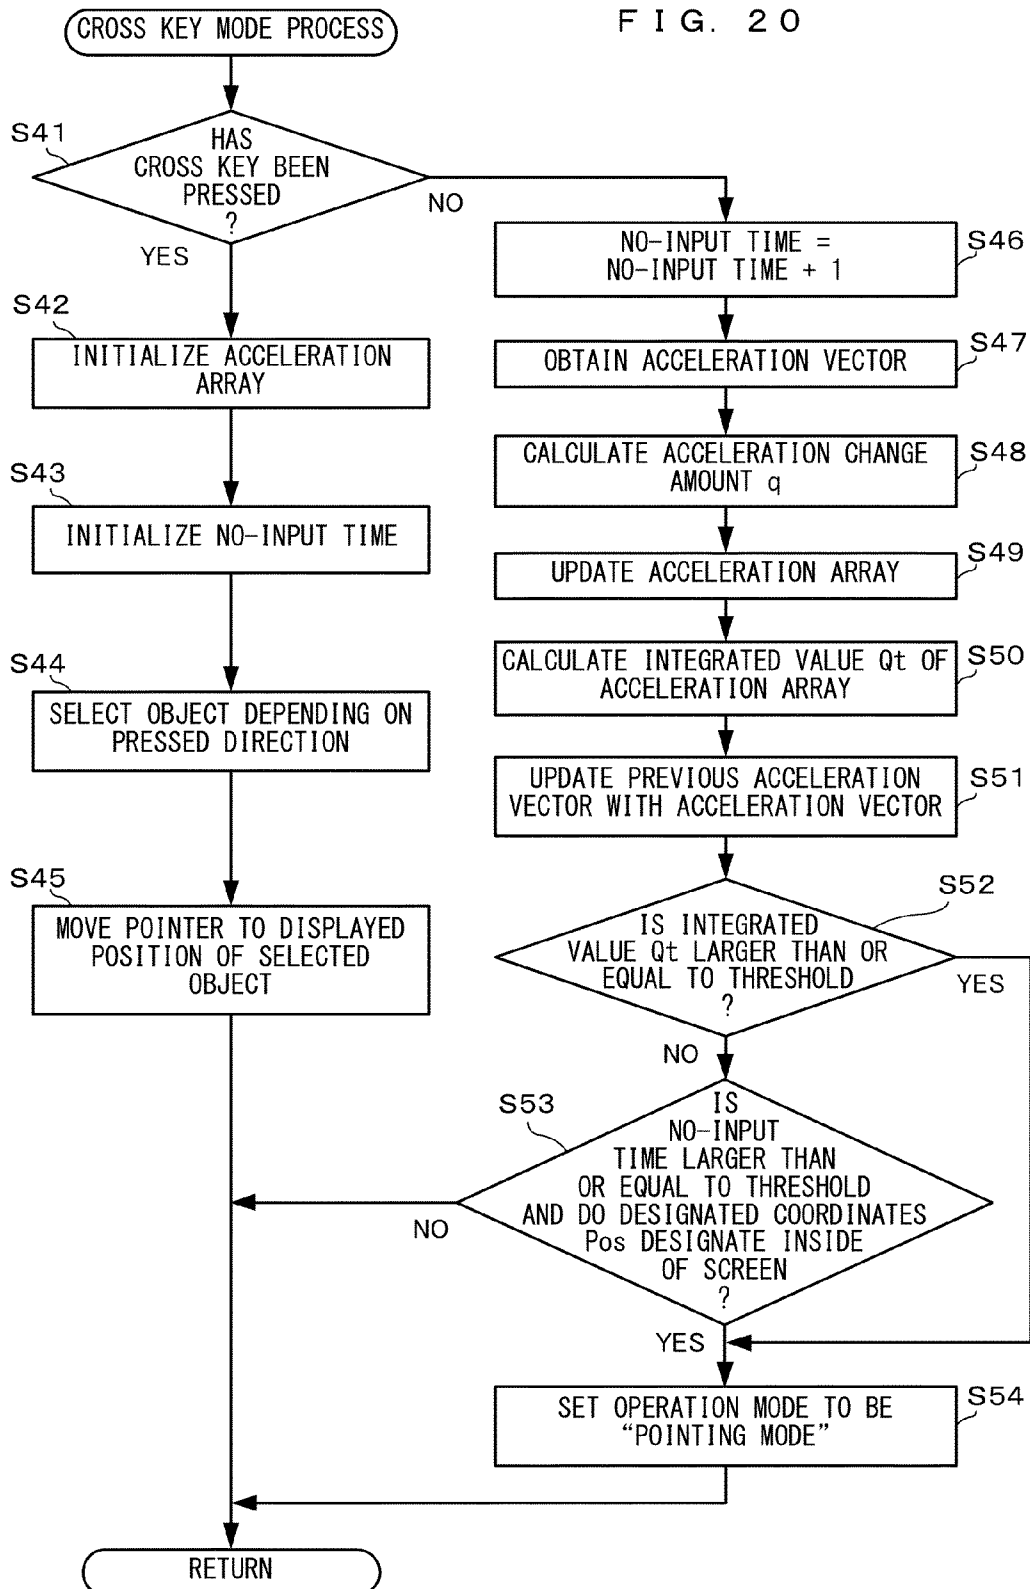 FIG. 20
CROSS KEY MODE PROCESS
S41
HAS
CROSS KEY BEEN
PRESSED
?
NO
YES
S42
INITIALIZE ACCELERATION
ARRAY
S43
INITIALIZE NO-INPUT TIME
S44
SELECT OBJECT DEPENDING ON
PRESSED DIRECTION
S45
MOVE POINTER TO DISPLAYED
POSITION OF SELECTED
OBJECT
S46
NO-INPUT TIME =
NO-INPUT TIME + 1
S47
OBTAIN ACCELERATION VECTOR
S48
CALCULATE ACCELERATION CHANGE
AMOUNT q
S49
UPDATE ACCELERATION ARRAY
S50
CALCULATE INTEGRATED VALUE Qt OF
ACCELERATION ARRAY
S51
UPDATE PREVIOUS ACCELERATION
VECTOR WITH ACCELERATION VECTOR
S52
IS INTEGRATED
VALUE Qt LARGER THAN OR
EQUAL TO THRESHOLD
?
YES
NO
S53
IS
NO-INPUT
TIME LARGER THAN
OR EQUAL TO THRESHOLD
AND DO DESIGNATED COORDINATES
Pos DESIGNATE INSIDE
OF SCREEN
?
NO
YES
S54
SET OPERATION MODE TO BE
“POINTING MODE”
RETURN